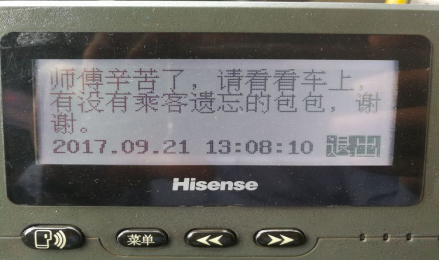 师傅辛苦了，请看看车上，
有没有乘客遗忘的包包，谢
谢。
2017.09.21 13:08:10 退出
Hisense
菜单